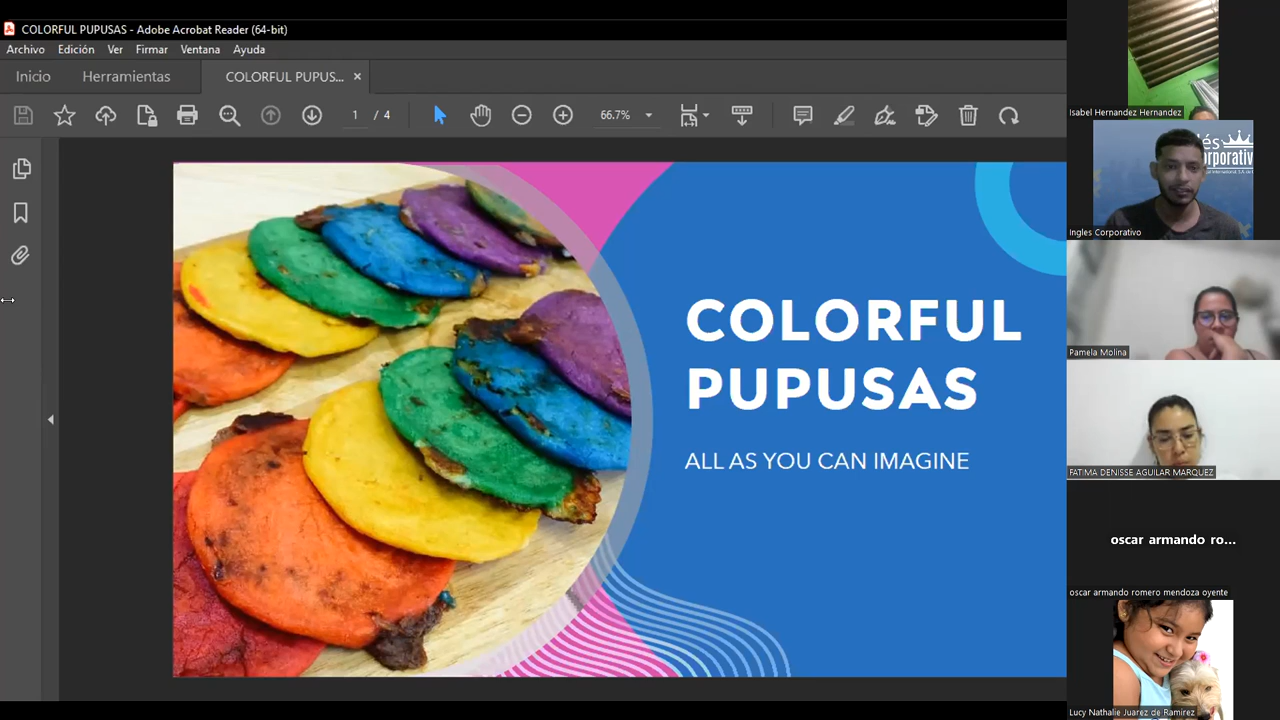 COLORFUL PUPUSAS - Adobe Acrobat Reader (64-bit)
Archivo Edición Ver Firmar Ventana Ayuda
Inicio Herramientas COLORFUL PUPUS... ×
1 / 4 66.7%
COLORFUL
PUPUSAS
ALL AS YOU CAN IMAGINE
Isabel Hernandez Hernandez
Ingles Corporativo
Pamela Molina
FATIMA DENISSE AGUILAR MARQUEZ
oscar armando ro...
oscar armando romero mendoza oyente
Lucy Nathalie Juarez de Ramirez